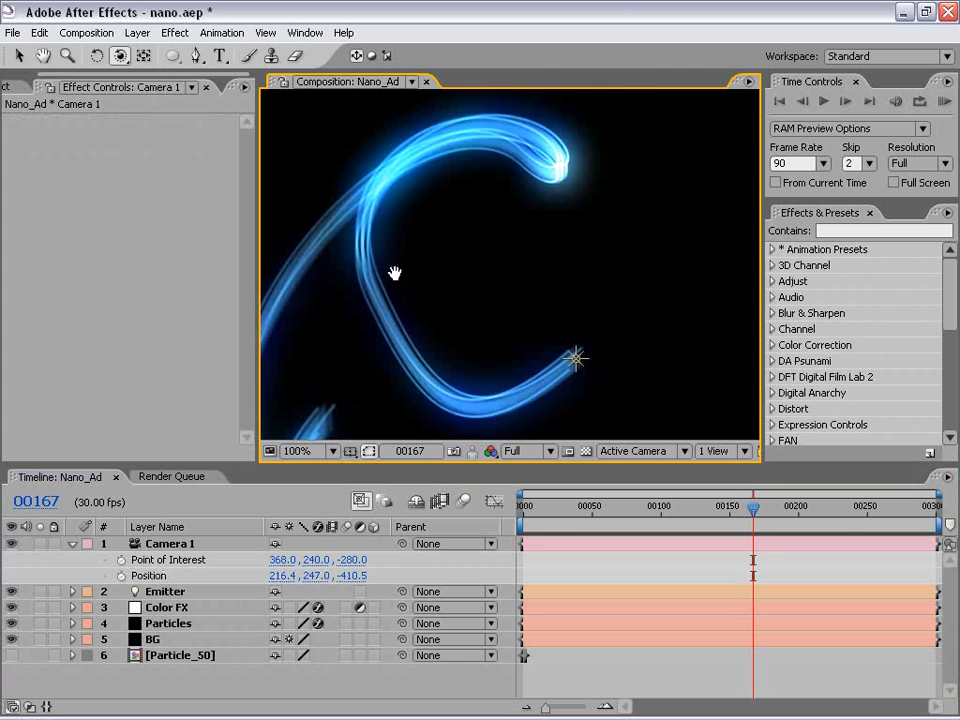 Adobe After Effects - nano.aep *
File Edit Composition Layer Effect Animation View Window Help
Workspace: Standard
ct Effect Controls: Camera 1
Nano_Ad * Camera 1
Composition: Nano_Ad
100% 00167 Full Active Camera 1 View
Time Controls
RAM Preview Options
Frame Rate Skip Resolution
90 2 Full
From Current Time Full Screen
Effects & Presets
Contains:
* Animation Presets
3D Channel
Adjust
Audio
Blur & Sharpen
Channel
Color Correction
DA Psunami
DFT Digital Film Lab 2
Digital Anarchy
Distort
Expression Controls
FAN
Timeline: Nano_Ad Render Queue
00167 (30.00 fps)
0000 00050 00100 00150 00200 00250 0030
# Layer Name Parent
1 Camera 1 None
Point of Interest 368.0, 240.0, -280.0
Position 216.4, 247.0, -410.5
2 Emitter None
3 Color FX None
4 Particles None
5 BG None
6 [Particle_50] None